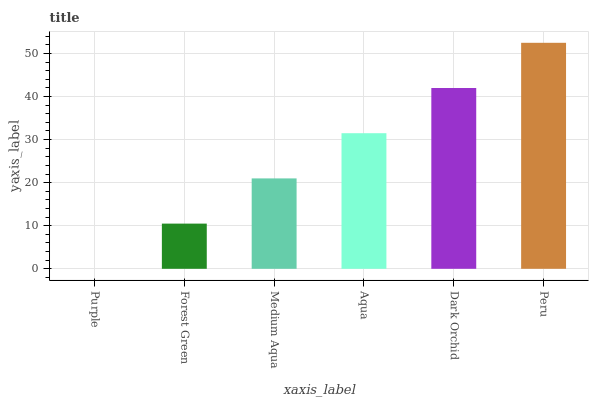 title
yaxis_label
50
40
30
20
10
0
Purple
Forest Green
Medium Aqua
Aqua
Dark Orchid
Peru
xaxis_label